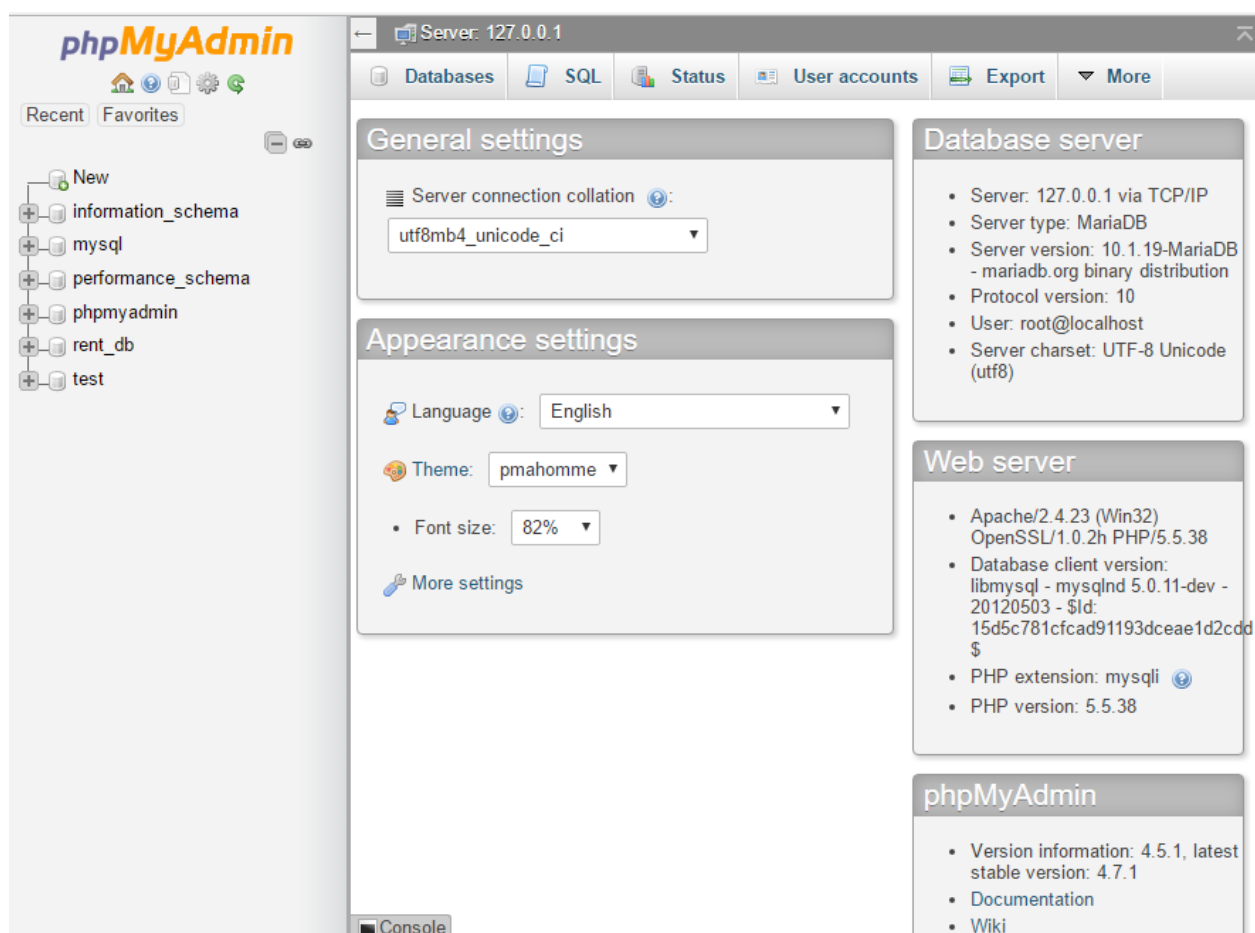 phpMyAdmin
Recent Favorites
New
information_schema
mysql
performance_schema
phpmyadmin
rent_db
test
Server: 127.0.0.1
Databases SQL Status User accounts Export More
General settings
Server connection collation :
utf8mb4_unicode_ci
Appearance settings
Language : English
Theme: pmahomme
• Font size: 82%
More settings
Database server
• Server: 127.0.0.1 via TCP/IP
• Server type: MariaDB
• Server version: 10.1.19-MariaDB
- mariadb.org binary distribution
• Protocol version: 10
• User: root@localhost
• Server charset: UTF-8 Unicode
(utf8)
Web server
• Apache/2.4.23 (Win32)
OpenSSL/1.0.2h PHP/5.5.38
• Database client version:
libmysql - mysqlnd 5.0.11-dev -
20120503 - $Id:
15d5c781cfcad91193dceae1d2cdd
$
• PHP extension: mysqli
• PHP version: 5.5.38
phpMyAdmin
• Version information: 4.5.1, latest
stable version: 4.7.1
• Documentation
• Wiki
Console